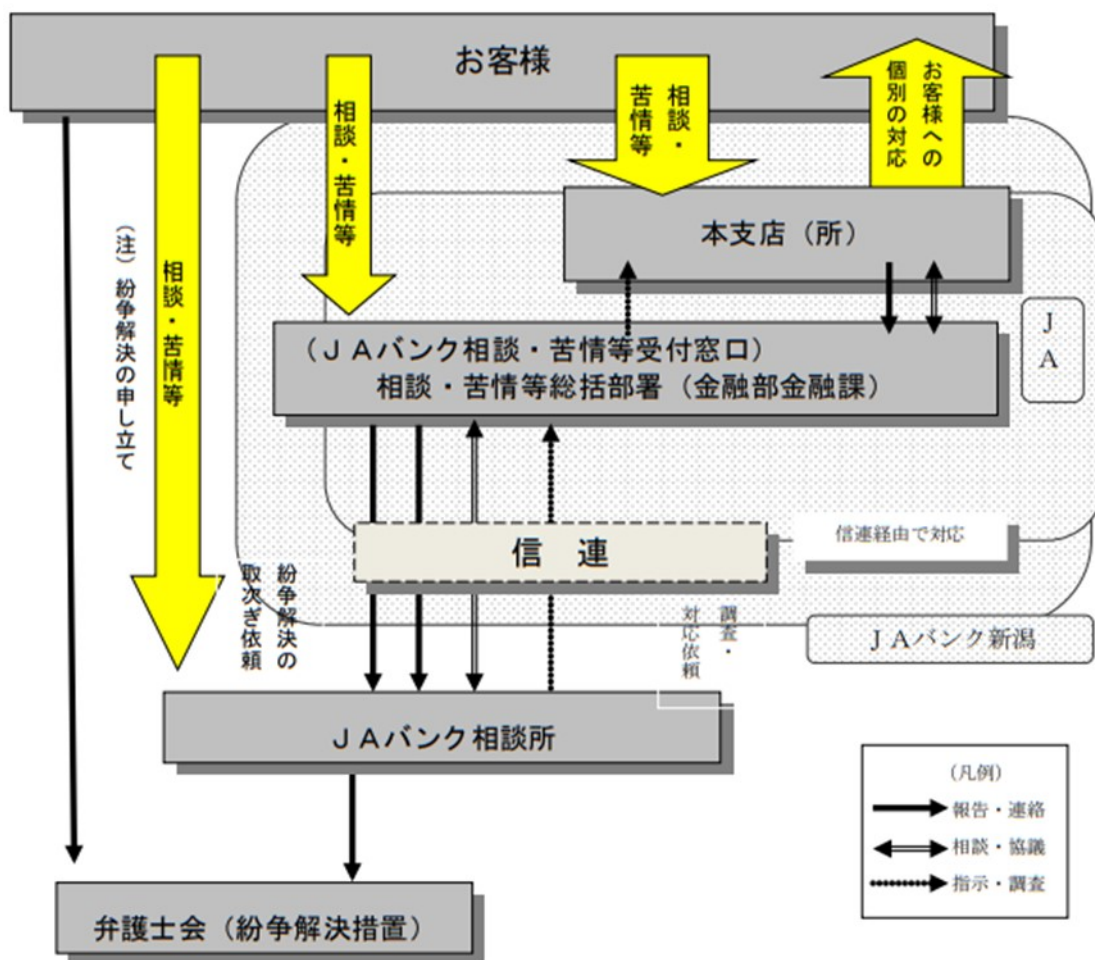 お客様
相談・苦情等
相談・
苦情等
お客様への
個別の対応
本支店（所）
（注）紛争解決の申し立て
相談・苦情等
ＪＡ
（ＪＡバンク相談・苦情等受付窓口）
相談・苦情等総括部署（金融部金融課）
信連経由で対応
信　連
紛争解決の
取次ぎ依頼
調査・
対応依頼
ＪＡバンク新潟
ＪＡバンク相談所
（凡例）
報告・連絡
相談・協議
指示・調査
弁護士会（紛争解決措置）